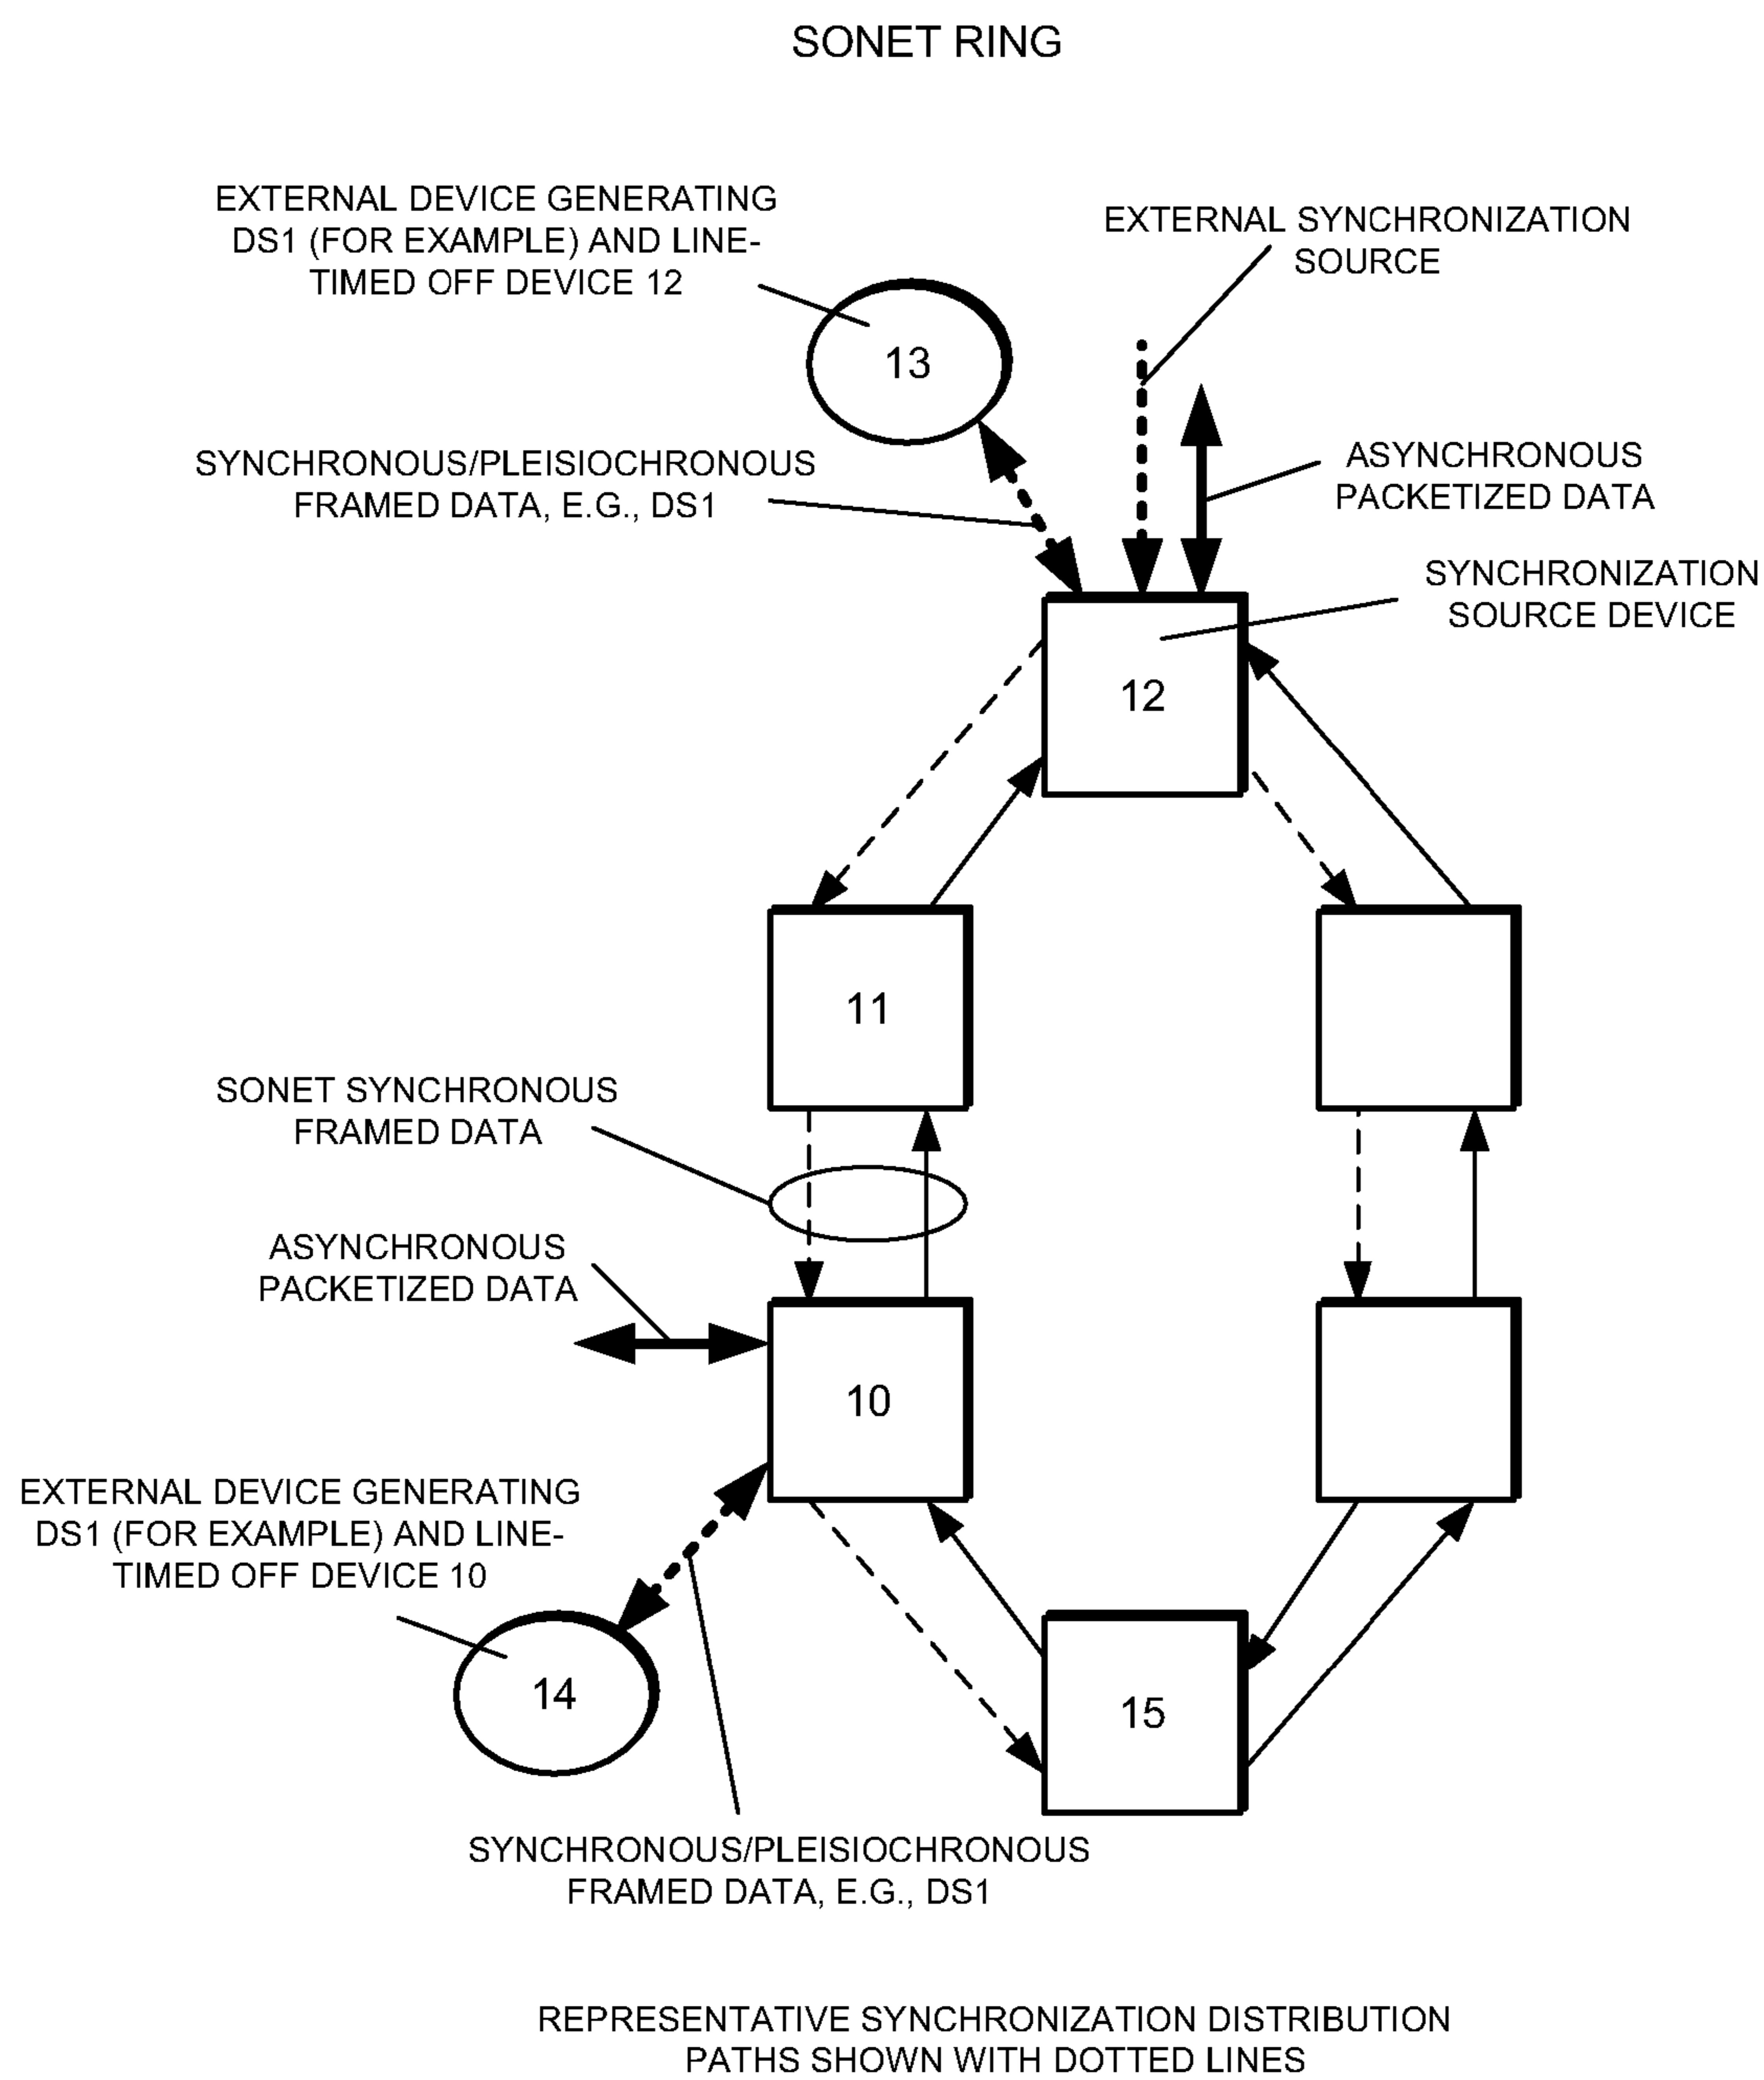 SONET RING
EXTERNAL DEVICE GENERATING
DS1 (FOR EXAMPLE) AND LINE-
TIMED OFF DEVICE 12
EXTERNAL SYNCHRONIZATION
SOURCE
13
SYNCHRONOUS/PLEISIOCHRONOUS
FRAMED DATA, E.G., DS1
ASYNCHRONOUS
PACKETIZED DATA
SYNCHRONIZATION
SOURCE DEVICE
12
11
SONET SYNCHRONOUS
FRAMED DATA
ASYNCHRONOUS
PACKETIZED DATA
10
EXTERNAL DEVICE GENERATING
DS1 (FOR EXAMPLE) AND LINE-
TIMED OFF DEVICE 10
14
15
SYNCHRONOUS/PLEISIOCHRONOUS
FRAMED DATA, E.G., DS1
REPRESENTATIVE SYNCHRONIZATION DISTRIBUTION
PATHS SHOWN WITH DOTTED LINES